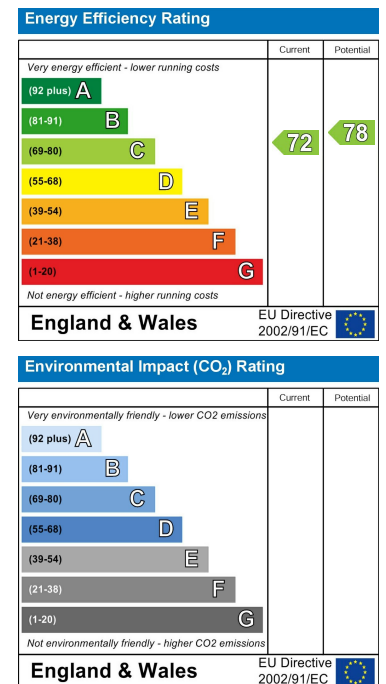 Energy Efficiency Rating
Current Potential
Very energy efficient - lower running costs
(92 plus) A
(81-91) B
(69-80) C
(55-68) D
(39-54) E
(21-38) F
(1-20) G
72 78
Not energy efficient - higher running costs
England & Wales EU Directive 2002/91/EC
Environmental Impact (CO₂) Rating
Current Potential
Very environmentally friendly - lower CO2 emissions
(92 plus) A
(81-91) B
(69-80) C
(55-68) D
(39-54) E
(21-38) F
(1-20) G
Not environmentally friendly - higher CO2 emissions
England & Wales EU Directive 2002/91/EC